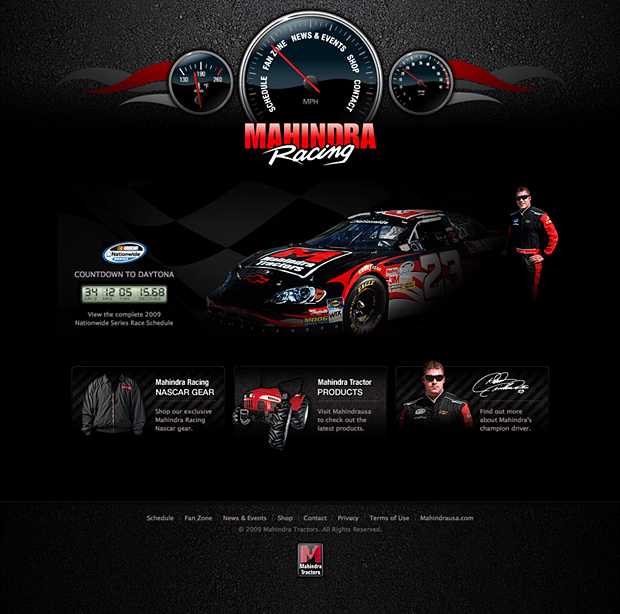 130 190 260
°F
SCHEDULE
FAN ZONE
NEWS & EVENTS
SHOP
CONTACT
MPH
MAHINDRA
Racing
NASCAR
Nationwide
COUNTDOWN TO DAYTONA
34 12 05 15.68
DAYS HRS MIN SECONDS
View the complete 2009
Nationwide Series Race Schedule
Nationwide
M
Mahindra
Tractors
23
GOODYEAR
MOOG
Mahindra Racing
NASCAR GEAR
Shop our exclusive
Mahindra Racing
Nascar gear.
Mahindra Tractor
PRODUCTS
Visit Mahindrausa
to check out the
latest products.
Find out more
about Mahindra's
champion driver.
Schedule Fan Zone News & Events Shop Contact Privacy Terms of Use Mahindrausa.com
© 2009 Mahindra Tractors. All Rights Reserved.
M
Mahindra
Tractors